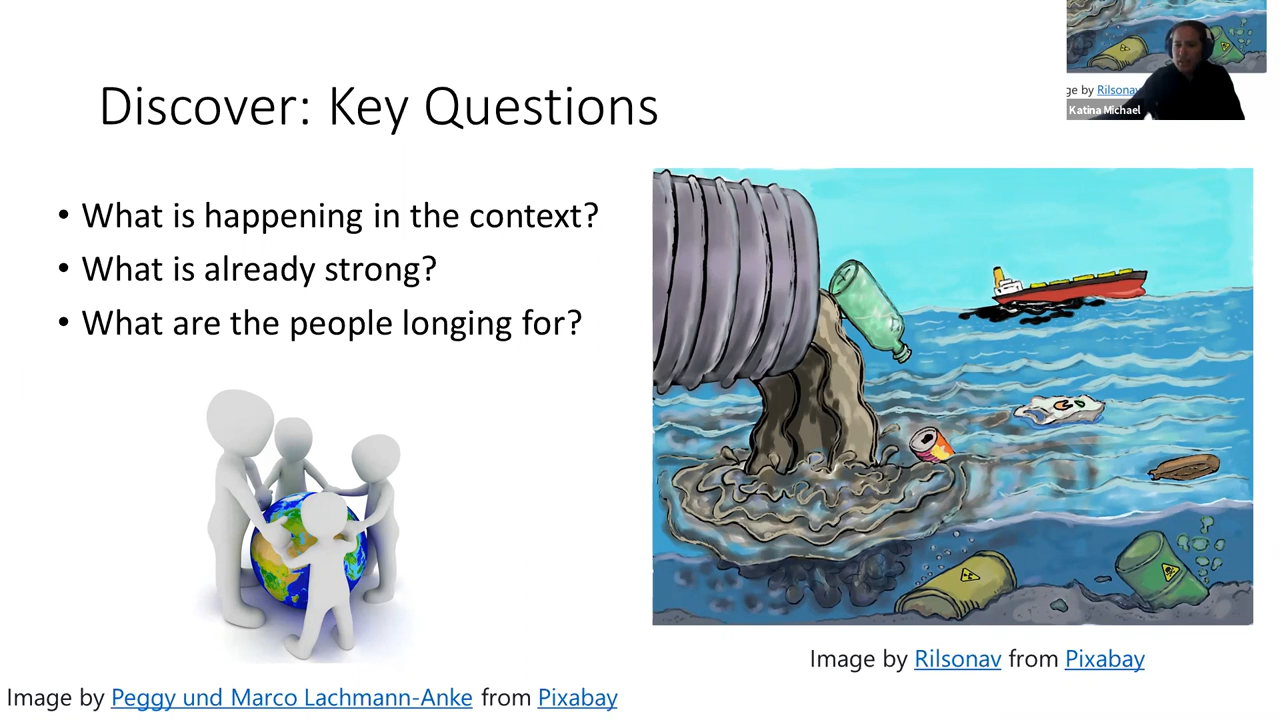 Discover: Key Questions
• What is happening in the context?
• What is already strong?
• What are the people longing for?
Image by Rilsonav from Pixabay
Image by Peggy und Marco Lachmann-Anke from Pixabay
ge by Rilsonav
Katina Michael